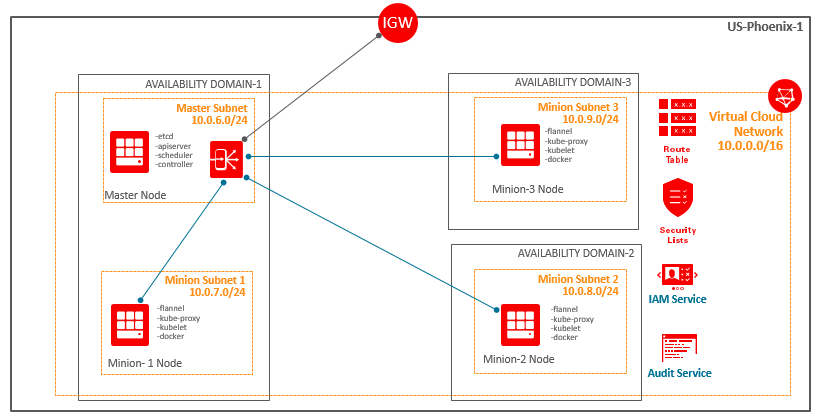 IGW
US-Phoenix-1
AVAILABILITY DOMAIN-1
Master Subnet
10.0.6.0/24
-etcd
-apiserver
-scheduler
-controller
Master Node
Minion Subnet 1
10.0.7.0/24
-flannel
-kube-proxy
-kubelet
-docker
Minion- 1 Node
AVAILABILITY DOMAIN-3
Minion Subnet 3
10.0.9.0/24
-flannel
-kube-proxy
-kubelet
-docker
Minion-3 Node
AVAILABILITY DOMAIN-2
Minion Subnet 2
10.0.8.0/24
-flannel
-kube-proxy
-kubelet
-docker
Minion-2 Node
Virtual Cloud
Network
10.0.0.0/16
X.X.X
X.X.X
X.X.X
Route
Table
Security
Lists
IAM Service
Audit Service